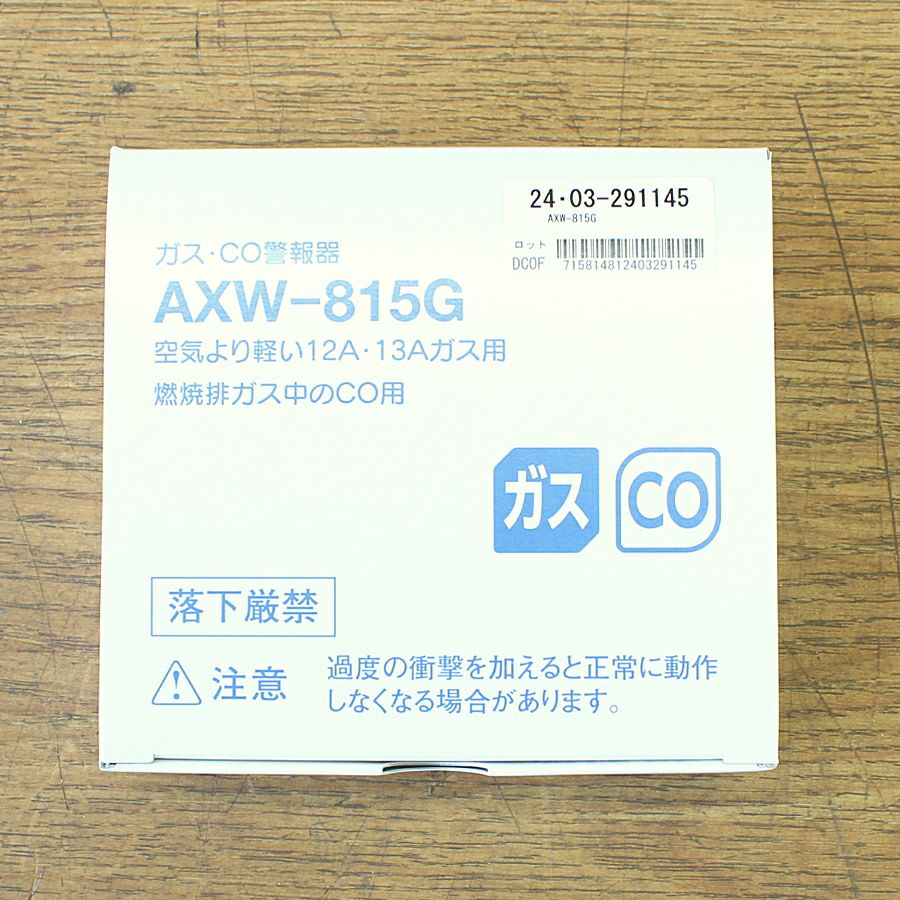 24・03-291145
AXW-815G
ロット
DC0F 715814812403291145
ガス・CO警報器
AXW-815G
空気より軽い12A・13Aガス用
燃焼排ガス中のCO用
ガス CO
落下厳禁
注意
過度の衝撃を加えると正常に動作
しなくなる場合があります。